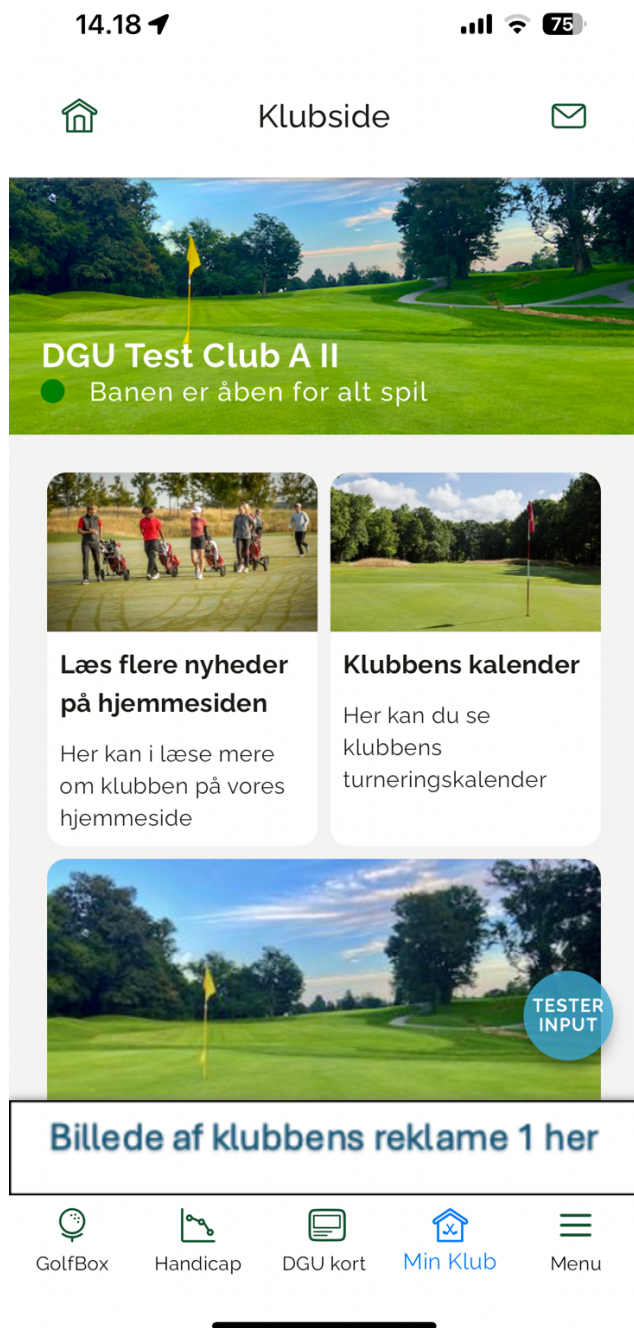 14.18
75
Klubside
DGU Test Club A II
Banen er åben for alt spil
Læs flere nyheder
på hjemmesiden
Her kan i læse mere
om klubben på vores
hjemmeside
Klubbens kalender
Her kan du se
klubbens
turneringskalender
TESTER
INPUT
Billede af klubbens reklame 1 her
GolfBox
Handicap
DGU kort
Min Klub
Menu